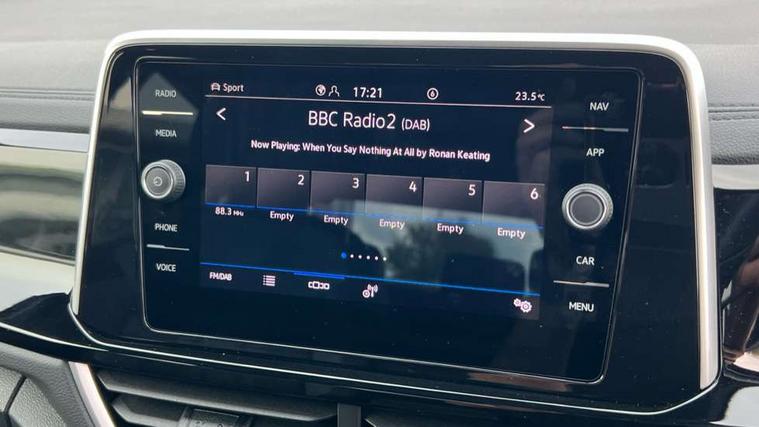 RADIO
MEDIA
PHONE
VOICE
Sport 17:21 6 23.5°C
< BBC Radio2 (DAB) >
Now Playing: When You Say Nothing At All by Ronan Keating
1 2 3 4 5 6
88.3 MHz Empty Empty Empty Empty Empty
FM/DAB
NAV
APP
CAR
MENU